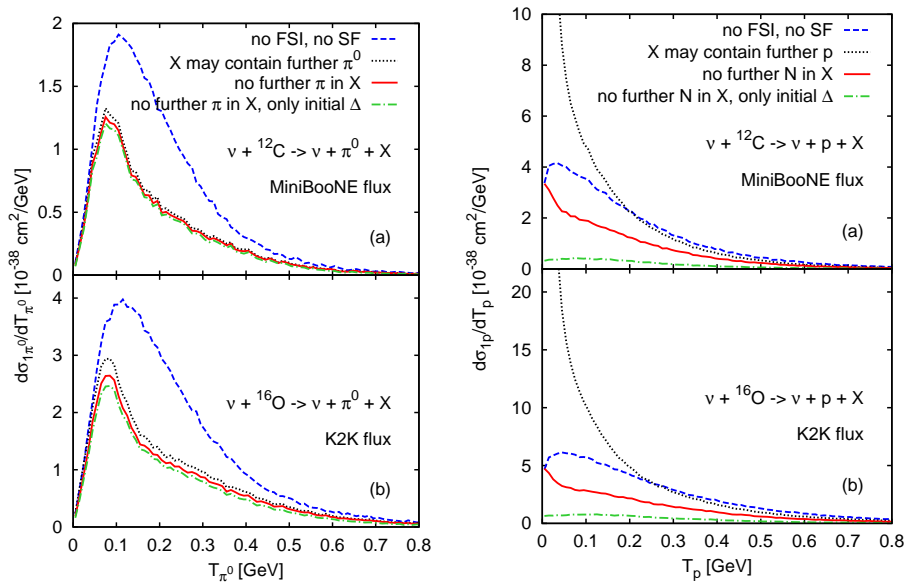 dσ₁π⁰/dTπ⁰ [10⁻³⁸ cm²/GeV]
2
1.5
1
0.5
0
no FSI, no SF
X may contain further π⁰
no further π in X
no further π in X, only initial Δ
ν + ¹²C -> ν + π⁰ + X
MiniBooNE flux
(a)
4
3
2
1
0
ν + ¹⁶O -> ν + π⁰ + X
K2K flux
(b)
0 0.1 0.2 0.3 0.4 0.5 0.6 0.7 0.8
Tπ⁰ [GeV]
dσ₁p/dTp [10⁻³⁸ cm²/GeV]
10
8
6
4
2
0
no FSI, no SF
X may contain further p
no further N in X
no further N in X, only initial Δ
ν + ¹²C -> ν + p + X
MiniBooNE flux
(a)
20
15
10
5
0
ν + ¹⁶O -> ν + p + X
K2K flux
(b)
0 0.1 0.2 0.3 0.4 0.5 0.6 0.7 0.8
Tp [GeV]